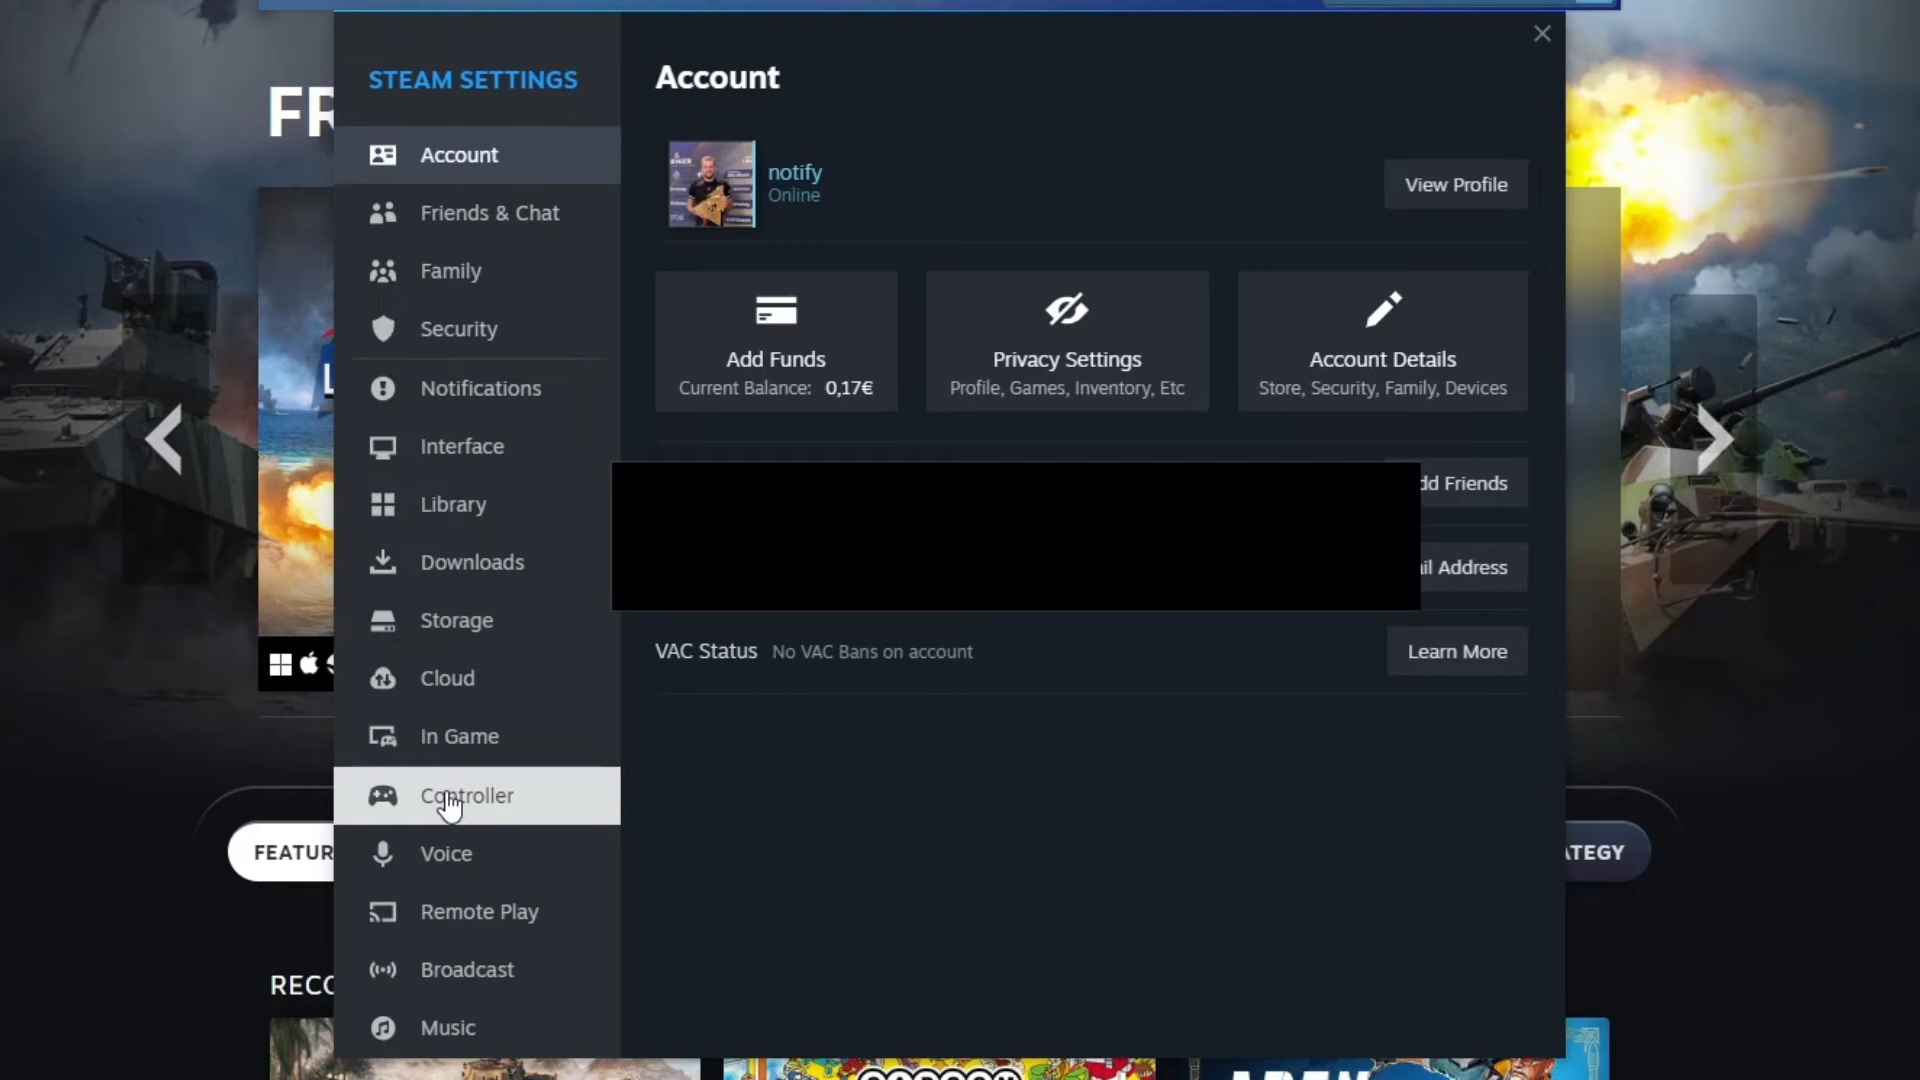 STEAM SETTINGS
Account
Friends & Chat
Family
Security
Notifications
Interface
Library
Downloads
Storage
Cloud
In Game
Controller
Voice
Remote Play
Broadcast
Music
Account
notify
Online
View Profile
Add Funds
Current Balance: 0,17€
Privacy Settings
Profile, Games, Inventory, Etc
Account Details
Store, Security, Family, Devices
dd Friends
il Address
VAC Status No VAC Bans on account
Learn More
FR
L
FEATUR
ATEGY
RECO